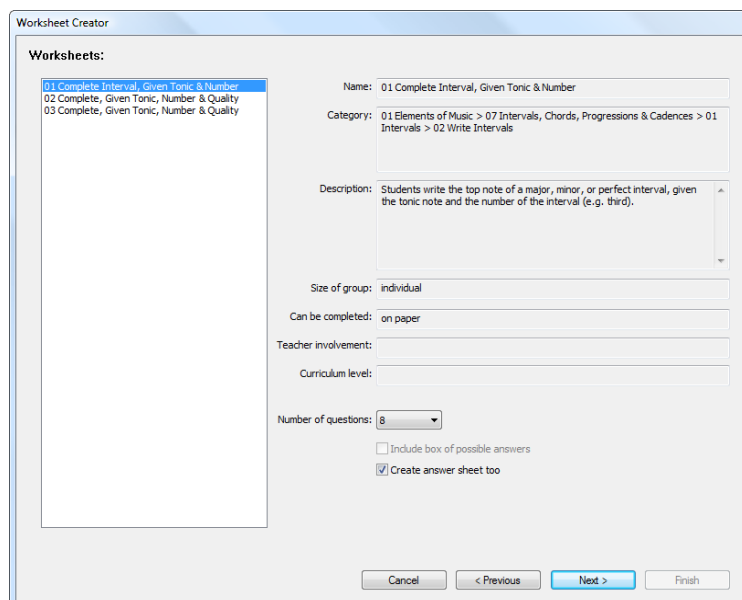 Worksheet Creator
Worksheets:
01 Complete Interval, Given Tonic & Number
02 Complete, Given Tonic, Number & Quality
03 Complete, Given Tonic, Number & Quality
Name: 01 Complete Interval, Given Tonic & Number
Category: 01 Elements of Music > 07 Intervals, Chords, Progressions & Cadences > 01
Intervals > 02 Write Intervals
Description: Students write the top note of a major, minor, or perfect interval, given
the tonic note and the number of the interval (e.g. third).
Size of group: individual
Can be completed: on paper
Teacher involvement:
Curriculum level:
Number of questions: 8
Include box of possible answers
Create answer sheet too
Cancel < Previous Next > Finish